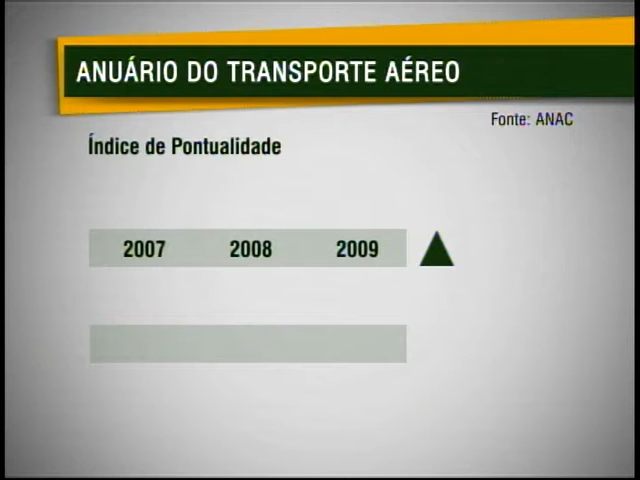 ANUÁRIO DO TRANSPORTE AÉREO
Fonte: ANAC
Índice de Pontualidade
2007 2008 2009